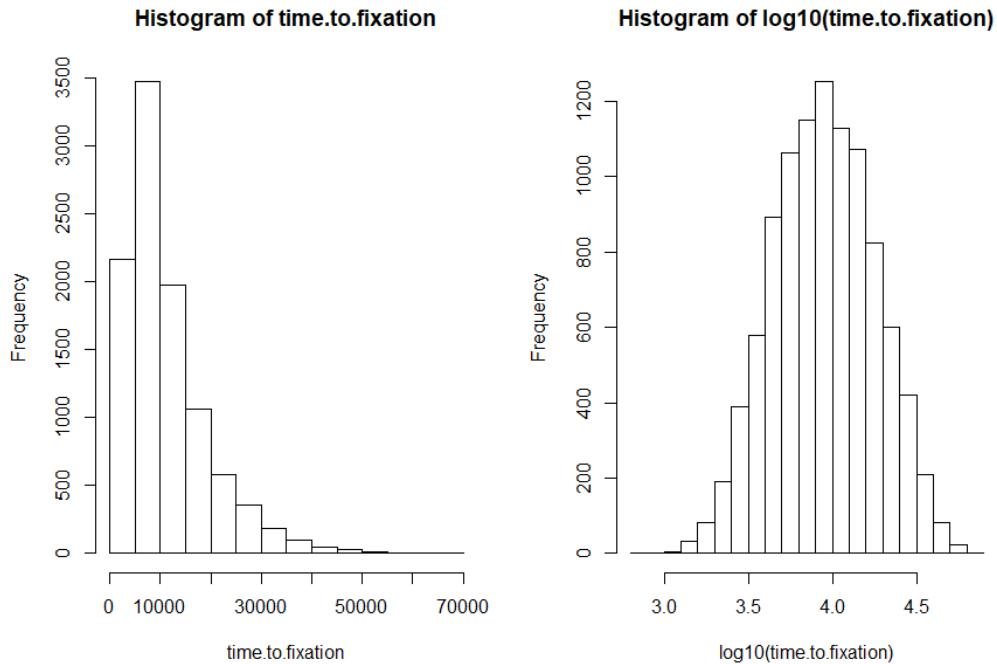 Histogram of time.to.fixation
Frequency
3500
3000
2500
2000
1500
1000
500
0
0 10000 30000 50000 70000
time.to.fixation
Histogram of log10(time.to.fixation)
Frequency
1200
1000
800
600
400
200
0
3.0 3.5 4.0 4.5
log10(time.to.fixation)